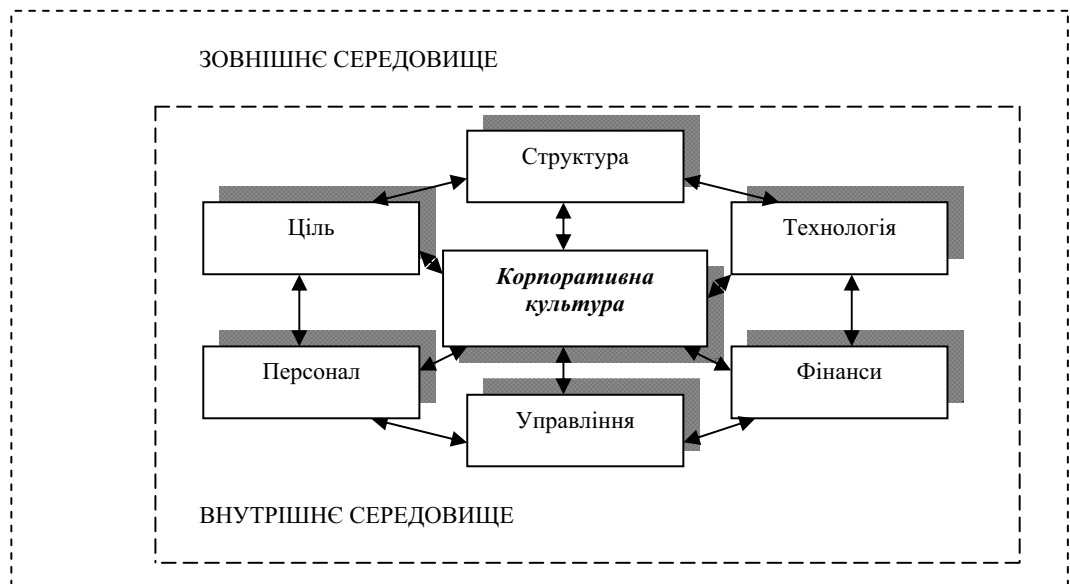 ЗОВНІШНЄ СЕРЕДОВИЩЕ
Структура
Ціль
Технологія
Корпоративна
культура
Персонал
Фінанси
Управління
ВНУТРІШНЄ СЕРЕДОВИЩЕ